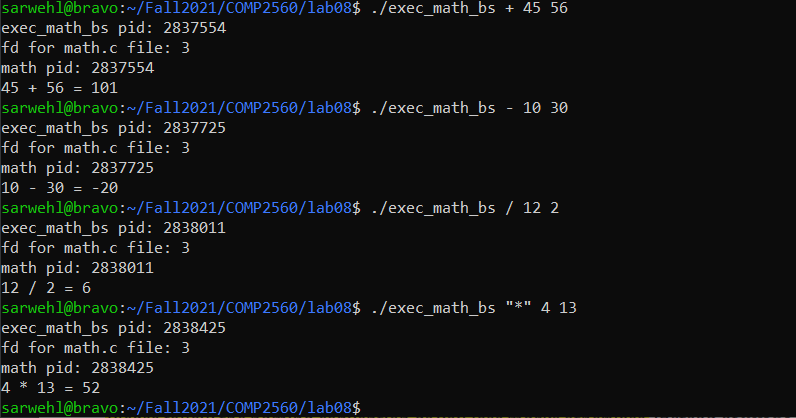 sarwehl@bravo:~/Fall2021/COMP2560/lab08$ ./exec_math_bs + 45 56
exec_math_bs pid: 2837554
fd for math.c file: 3
math pid: 2837554
45 + 56 = 101
sarwehl@bravo:~/Fall2021/COMP2560/lab08$ ./exec_math_bs - 10 30
exec_math_bs pid: 2837725
fd for math.c file: 3
math pid: 2837725
10 - 30 = -20
sarwehl@bravo:~/Fall2021/COMP2560/lab08$ ./exec_math_bs / 12 2
exec_math_bs pid: 2838011
fd for math.c file: 3
math pid: 2838011
12 / 2 = 6
sarwehl@bravo:~/Fall2021/COMP2560/lab08$ ./exec_math_bs "*" 4 13
exec_math_bs pid: 2838425
fd for math.c file: 3
math pid: 2838425
4 * 13 = 52
sarwehl@bravo:~/Fall2021/COMP2560/lab08$